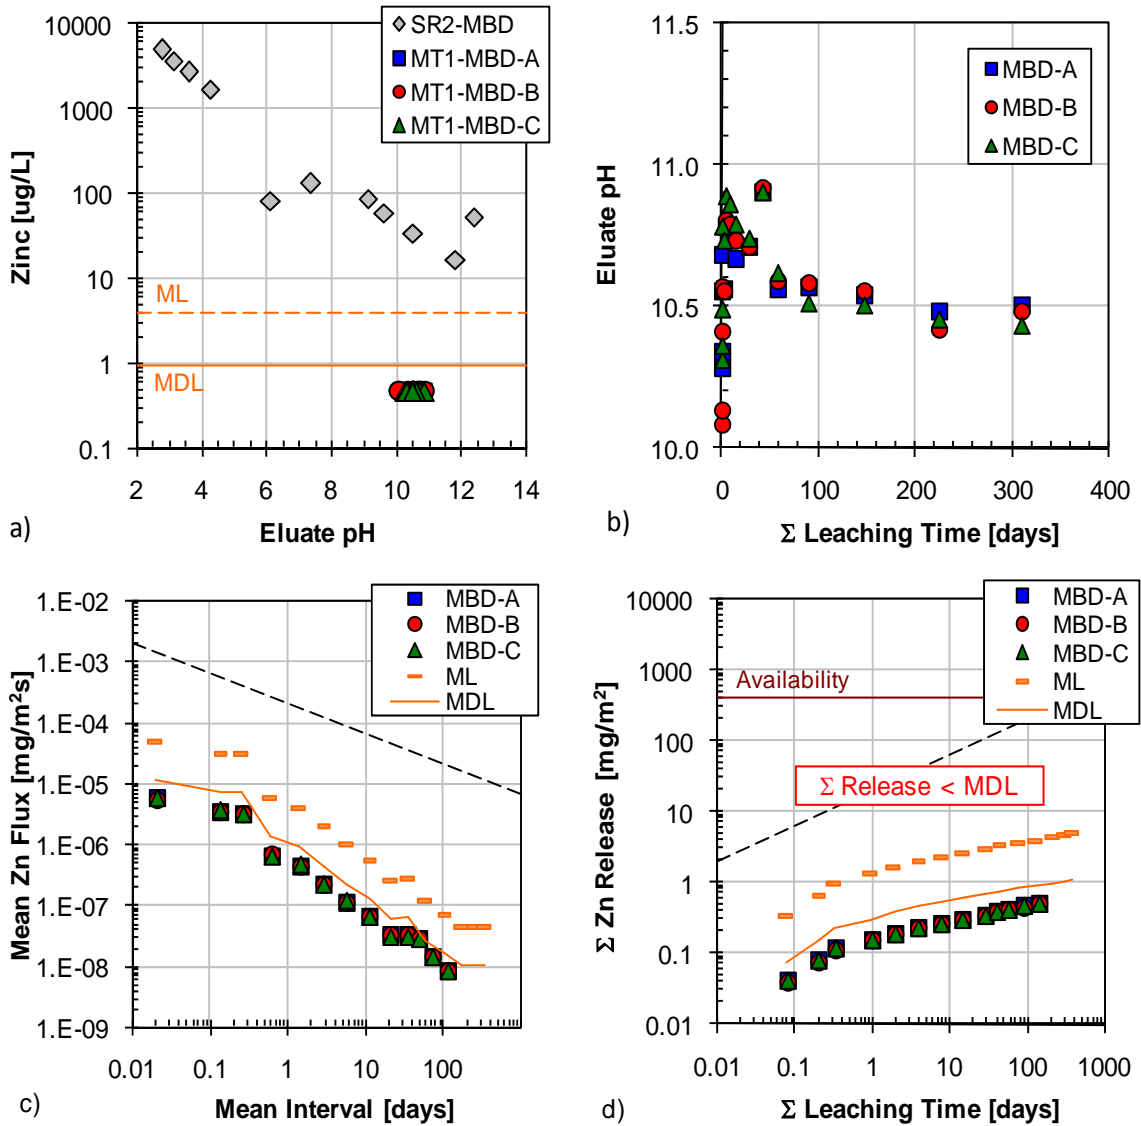 10000
1000
100
10
1
0.1
Zinc [ug/L]
SR2-MBD
MT1-MBD-A
MT1-MBD-B
MT1-MBD-C
ML
MDL
2 4 6 8 10 12 14
Eluate pH
a)
11.5
11.0
10.5
10.0
Eluate pH
MBD-A
MBD-B
MBD-C
0 100 200 300 400
Σ Leaching Time [days]
b)
1.E-02
1.E-03
1.E-04
1.E-05
1.E-06
1.E-07
1.E-08
1.E-09
Mean Zn Flux [mg/m²s]
MBD-A
MBD-B
MBD-C
ML
MDL
0.01 0.1 1 10 100
Mean Interval [days]
c)
10000
1000
100
10
1
0.1
0.01
Σ Zn Release [mg/m²]
MBD-A
MBD-B
MBD-C
ML
MDL
Availability
Σ Release < MDL
0.01 0.1 1 10 100 1000
Σ Leaching Time [days]
d)